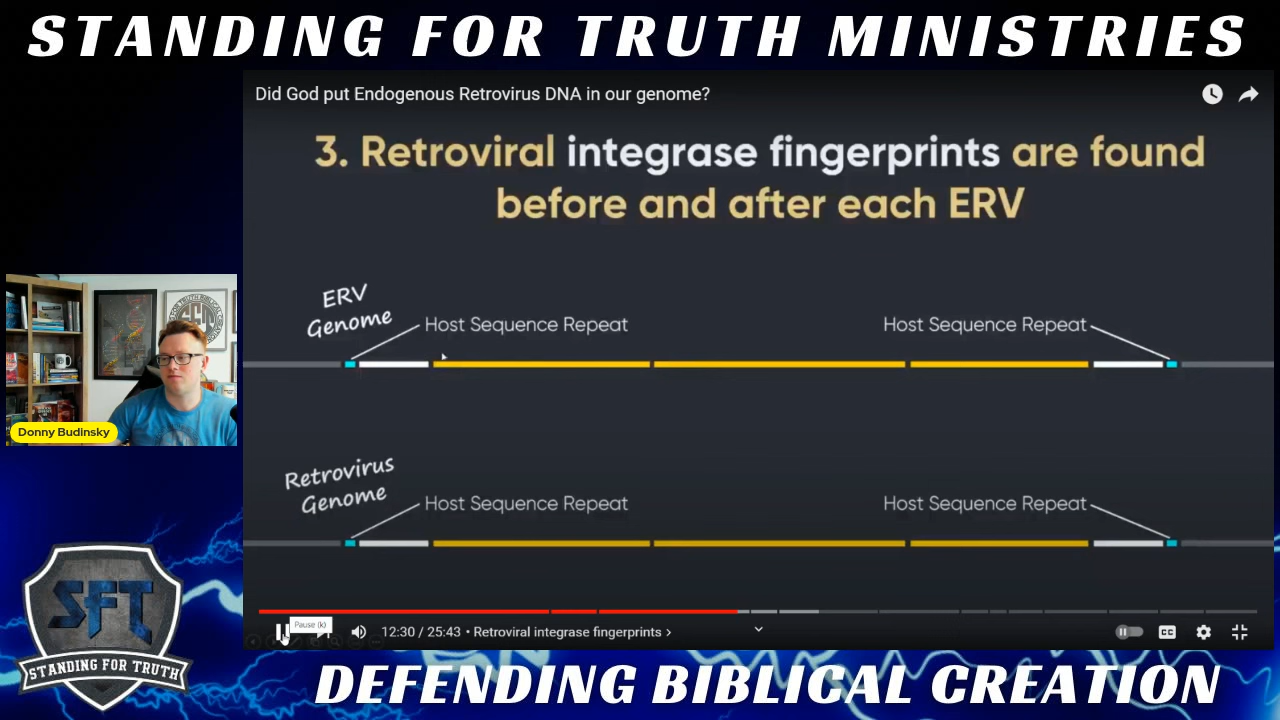 STANDING FOR TRUTH MINISTRIES
Did God put Endogenous Retrovirus DNA in our genome?
3. Retroviral integrase fingerprints are found
before and after each ERV
ERV
Genome
Host Sequence Repeat
Host Sequence Repeat
Donny Budinsky
Retrovirus
Genome
Host Sequence Repeat
Host Sequence Repeat
Pause (k)
12:30 / 25:43 • Retroviral integrase fingerprints >
CC
SFT
STANDING FOR TRUTH
DEFENDING BIBLICAL CREATION